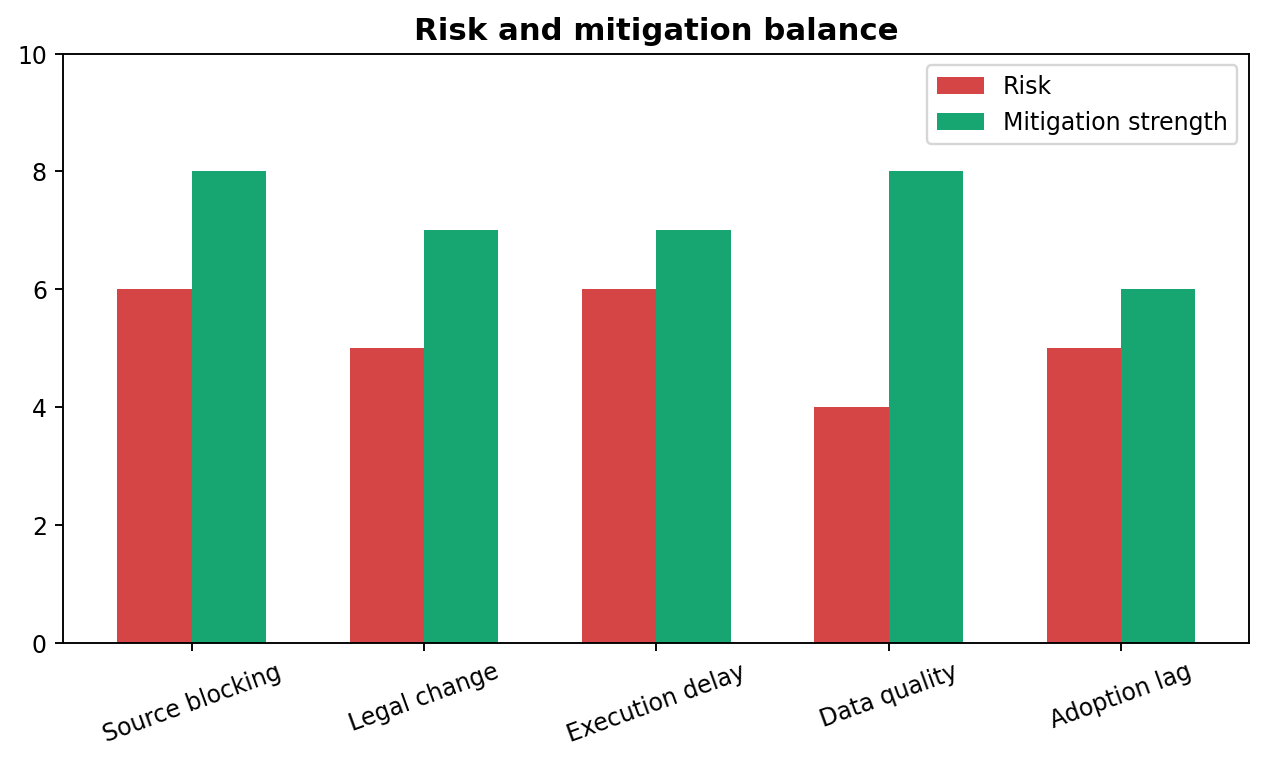 Risk and mitigation balance
Risk
Mitigation strength
10
8
6
4
2
0
Source blocking
Legal change
Execution delay
Data quality
Adoption lag